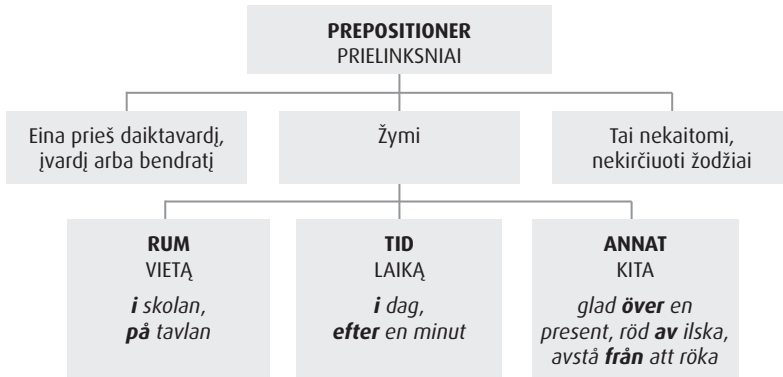 PREPOSITIONER
PRIELINKSNIAI
Eina prieš daiktavardį,
įvardį arba bendratį
Žymi
Tai nekaitomi,
nekirčiuoti žodžiai
RUM
VIETĄ
i skolan,
på tavlan
TID
LAIKĄ
i dag,
efter en minut
ANNAT
KITA
glad över en
present, röd av ilska,
avstå från att röka